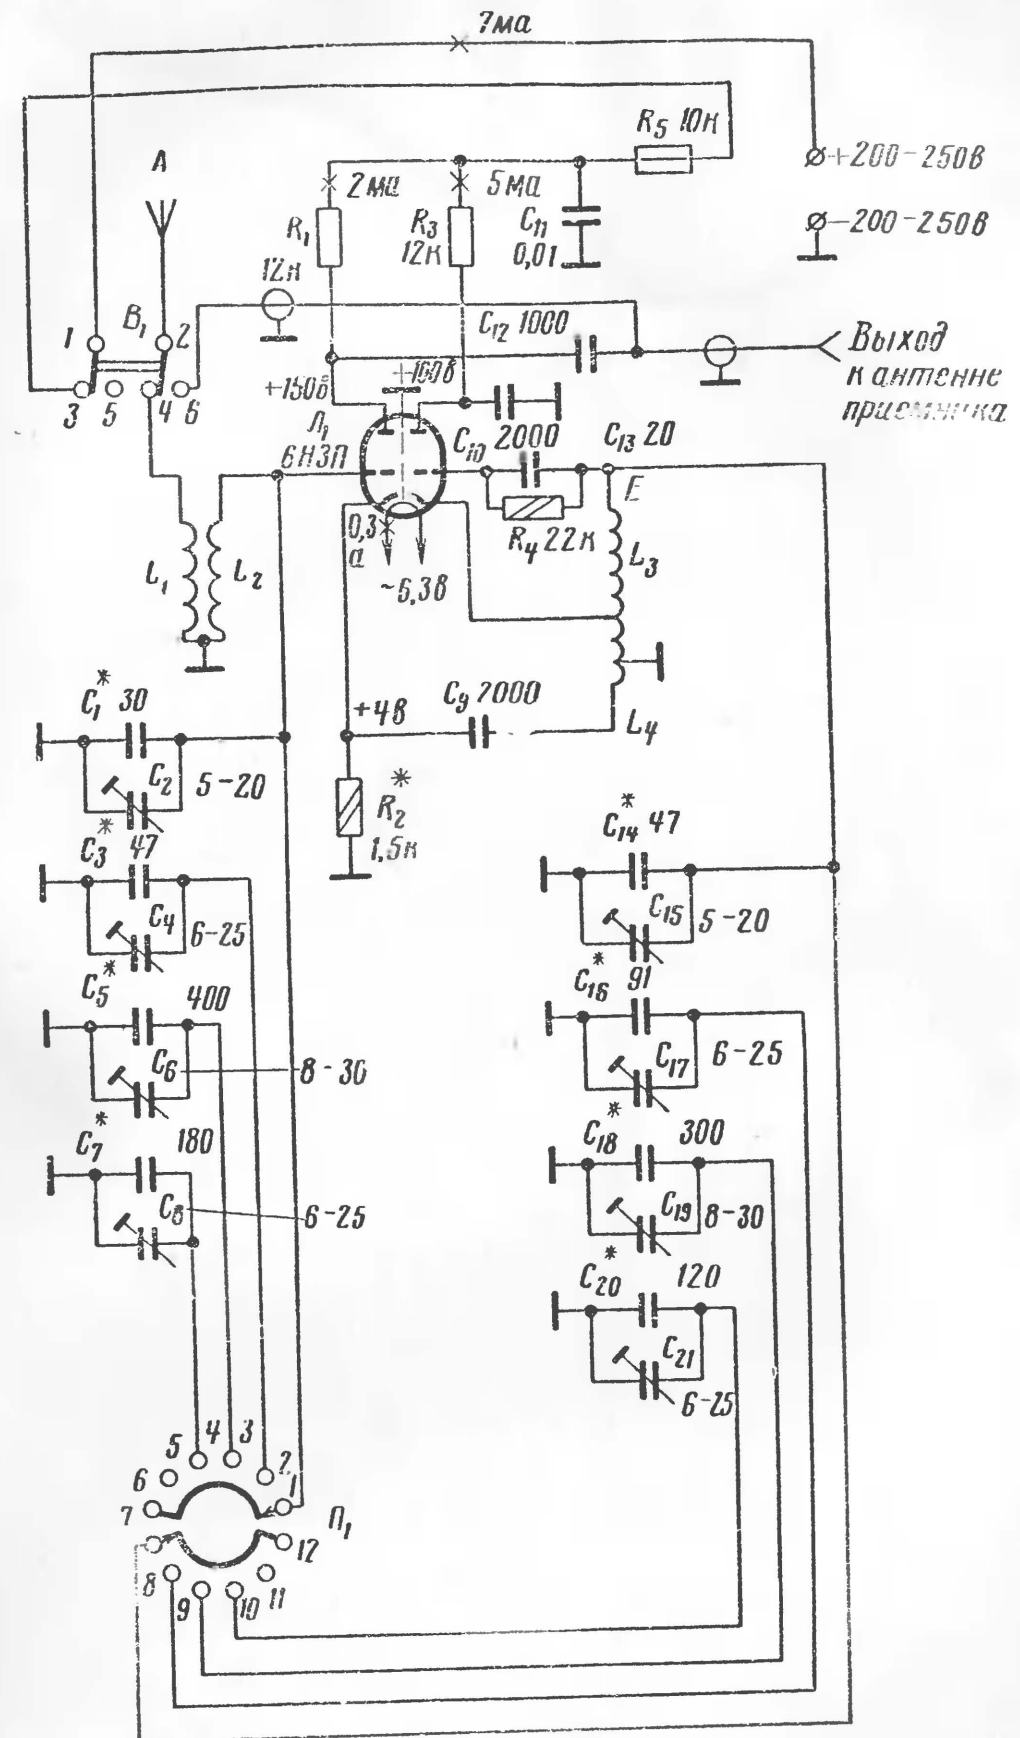 7ма
R₅ 10к
А
+200-250в
2ма
5ма
-200-250в
R₁
12к
R₃
12к
C₁₁
0,01
C₁₂ 1000
1
В₁
2
Выход
к антенне
приемника
3
5
4
6
+150в
+100в
Л₁
6Н3П
C₁₀ 2000
C₁₃ 20
E
0,3
а
R₄ 22к
~6,3в
L₁
L₂
L₃
C₁* 30
+4в
C₉ 2000
L₄
C₂
5-20
R₂*
1,5к
C₃* 47
C₁₄* 47
C₄
6-25
C₁₅
5-20
C₅*
400
C₁₆* 91
C₆
8-30
C₁₇
6-25
C₇*
180
C₁₈*
300
C₈
6-25
C₁₉
8-30
C₂₀*
120
C₂₁
6-25
5
4
3
6
2
7
1
П₁
12
8
9
10
11